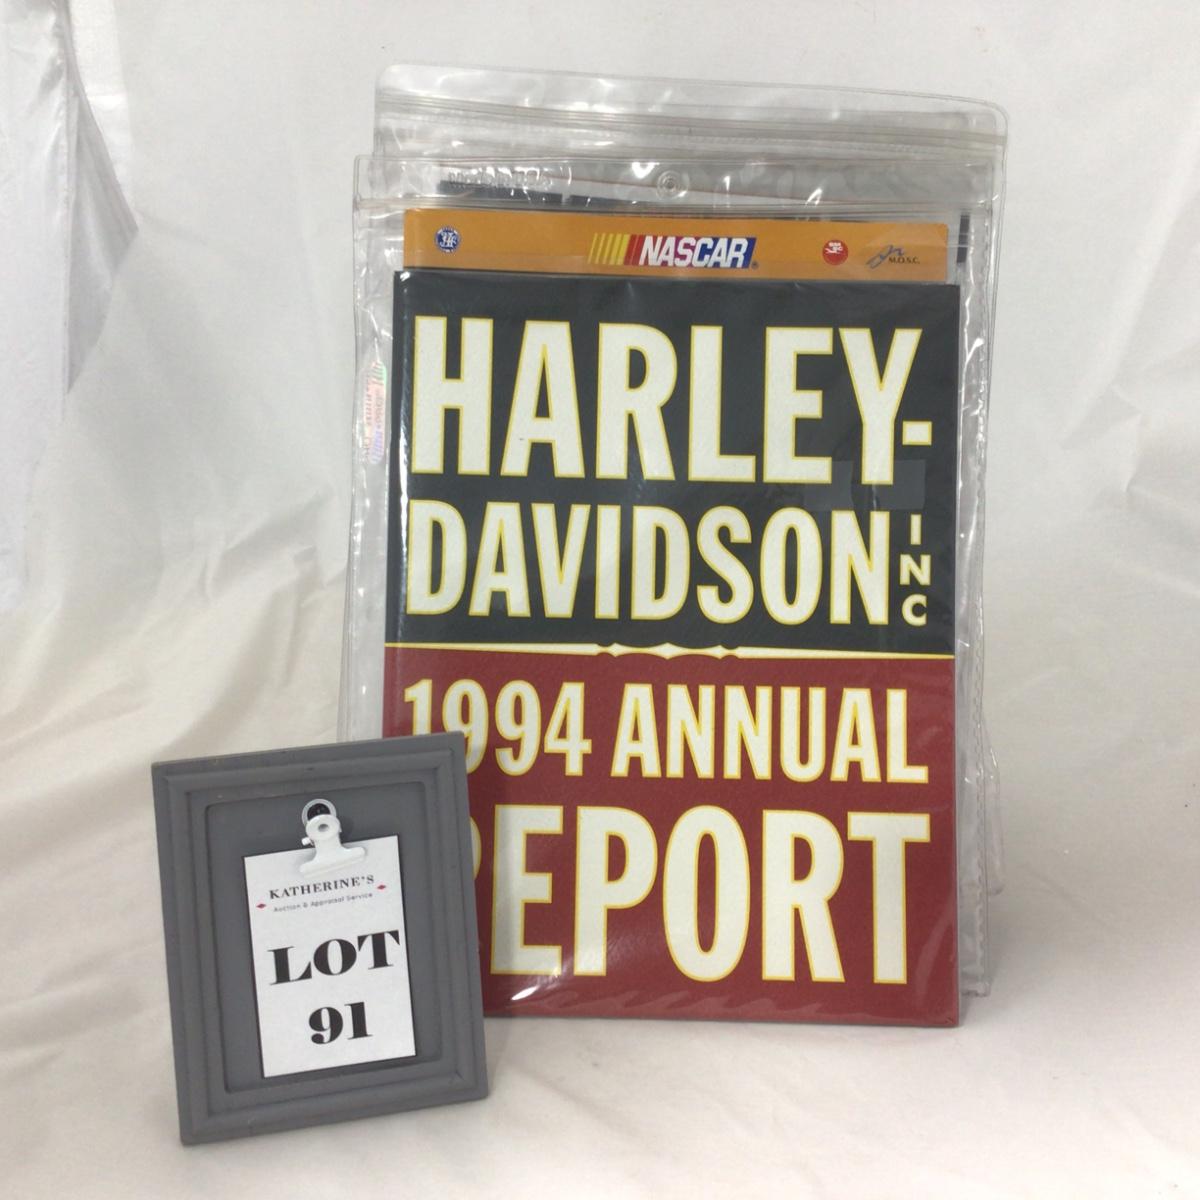 NASCAR
M.O.S.C.
HARLEY-
DAVIDSON INC
1994 ANNUAL
REPORT
KATHERINE'S
Auction & Appraisal Service
LOT
91